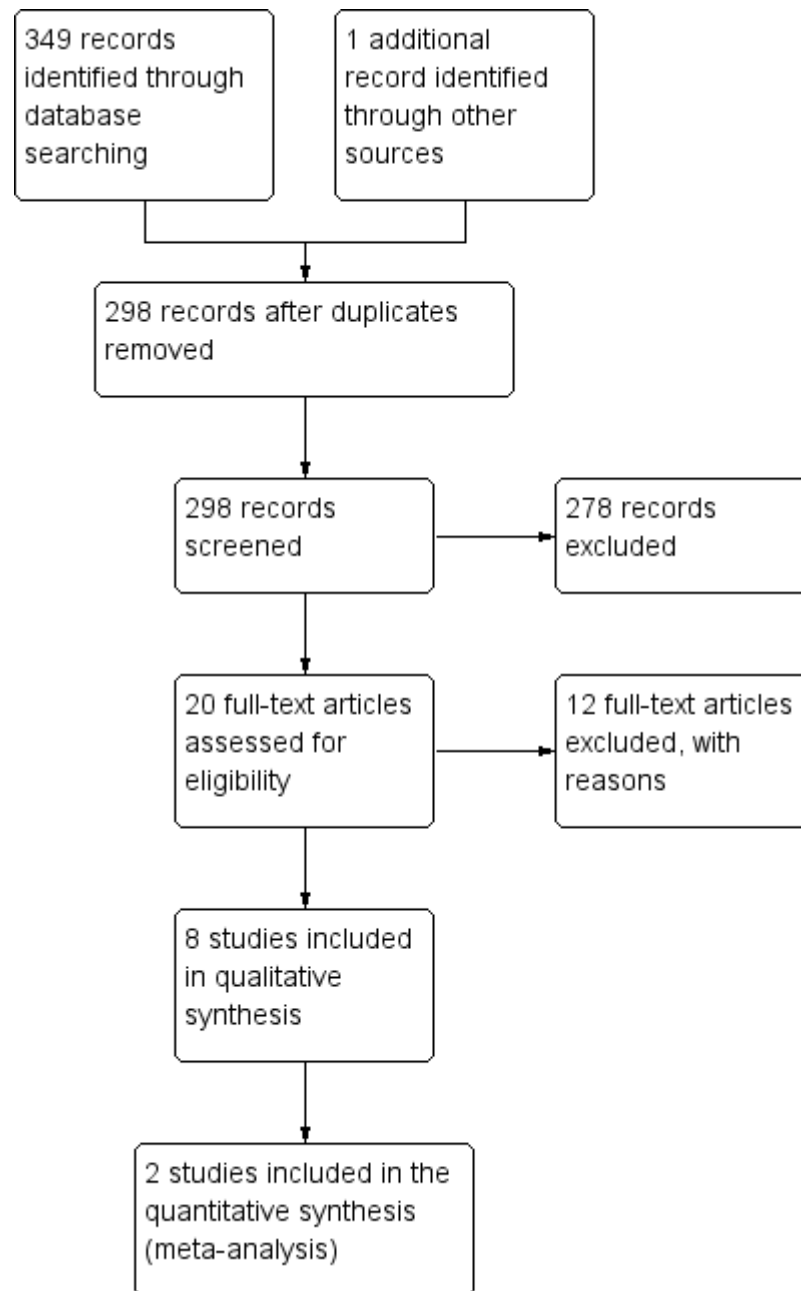 349 records
identified through
database
searching
1 additional
record identified
through other
sources
298 records after duplicates
removed
298 records
screened
278 records
excluded
20 full-text articles
assessed for
eligibility
12 full-text articles
excluded, with
reasons
8 studies included
in qualitative
synthesis
2 studies included in the
quantitative synthesis
(meta-analysis)